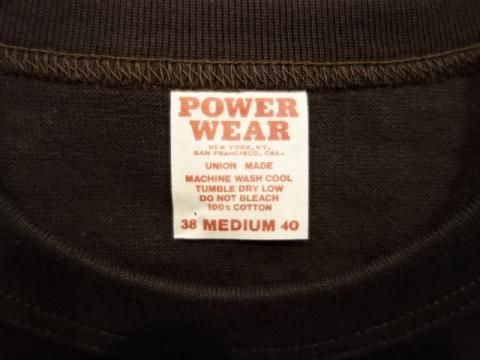 POWER
WEAR
NEW YORK, NY,
SAN FRANCISCO, CAL.
UNION MADE
MACHINE WASH COOL
TUMBLE DRY LOW
DO NOT BLEACH
100% COTTON
38 MEDIUM 40